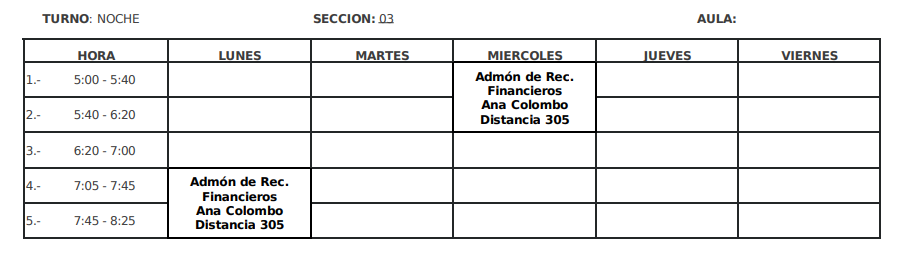 TURNO: NOCHE SECCION: 03 AULA:
HORA LUNES MARTES MIERCOLES JUEVES VIERNES
1.- 5:00 - 5:40
2.- 5:40 - 6:20
Admón de Rec.
Financieros
Ana Colombo
Distancia 305
3.- 6:20 - 7:00
4.- 7:05 - 7:45
5.- 7:45 - 8:25
Admón de Rec.
Financieros
Ana Colombo
Distancia 305